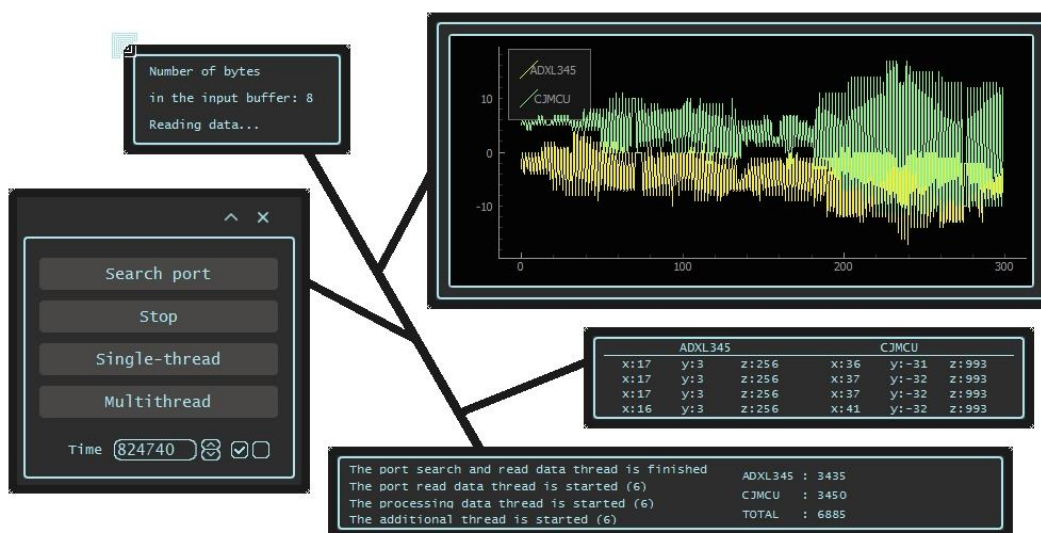 Number of bytes
in the input buffer: 8
Reading data...
ADXL345
CJMCU
10
0
-10
0
100
200
300
Search port
Stop
Single-thread
Multithread
Time 824740
ADXL345 CJMCU
x:17 y:3 z:256 x:36 y:-31 z:993
x:17 y:3 z:256 x:37 y:-32 z:993
x:17 y:3 z:256 x:37 y:-32 z:993
x:16 y:3 z:256 x:41 y:-32 z:993
The port search and read data thread is finished
The port read data thread is started (6)
The processing data thread is started (6)
The additional thread is started (6)
ADXL345 : 3435
CJMCU : 3450
TOTAL : 6885